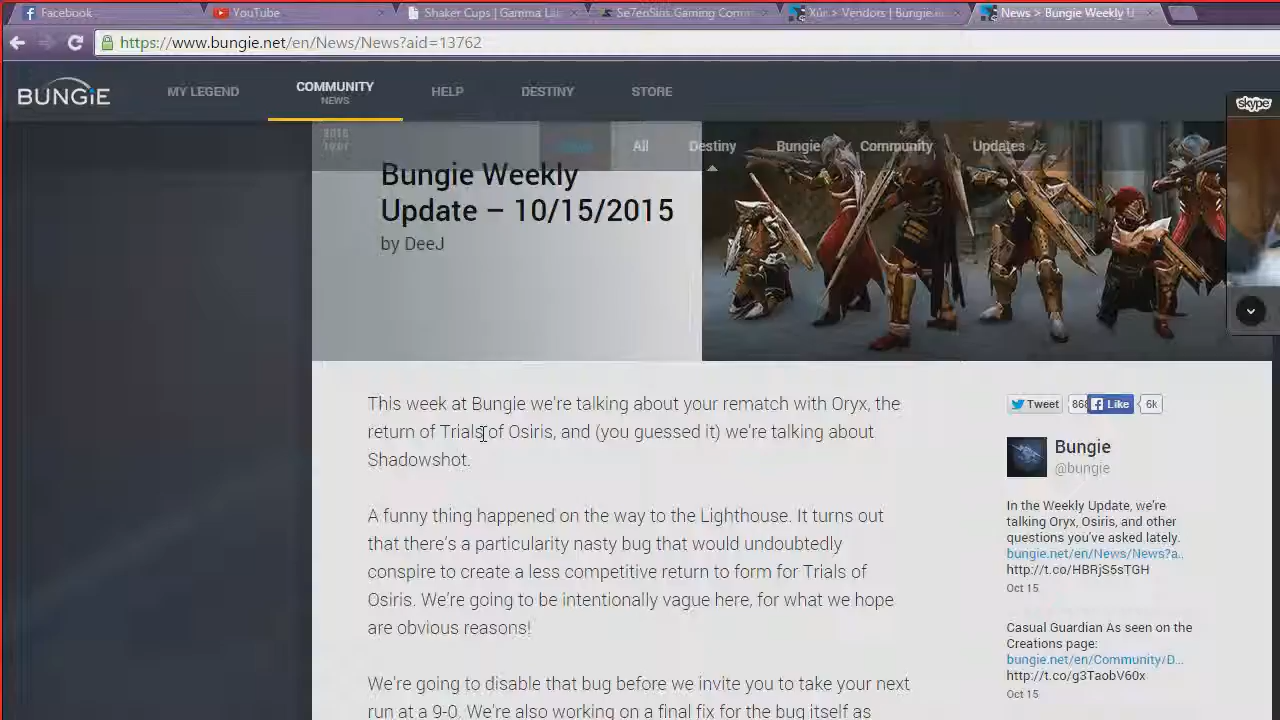 Facebook
YouTube
Shaker Cups | Gamma La
Se7enSins Gaming Comm
Xûr > Vendors | Bungie.n
News > Bungie Weekly U
https://www.bungie.net/en/News/News?aid=13762
BUNGiE
MY LEGEND
COMMUNITY
NEWS
HELP
DESTINY
STORE
skype
All
Destiny
Bungie
Community
Updates
Bungie Weekly
Update – 10/15/2015
by DeeJ
This week at Bungie we're talking about your rematch with Oryx, the
return of Trials of Osiris, and (you guessed it) we're talking about
Shadowshot.
A funny thing happened on the way to the Lighthouse. It turns out
that there's a particularity nasty bug that would undoubtedly
conspire to create a less competitive return to form for Trials of
Osiris. We're going to be intentionally vague here, for what we hope
are obvious reasons!
We're going to disable that bug before we invite you to take your next
run at a 9-0. We're also working on a final fix for the bug itself as
Tweet
868
Like
6k
Bungie
@bungie
In the Weekly Update, we're
talking Oryx, Osiris, and other
questions you've asked lately.
bungie.net/en/News/News?a..
http://t.co/HBRjS5sTGH
Oct 15
Casual Guardian As seen on the
Creations page:
bungie.net/en/Community/D...
http://t.co/g3TaobV60x
Oct 15